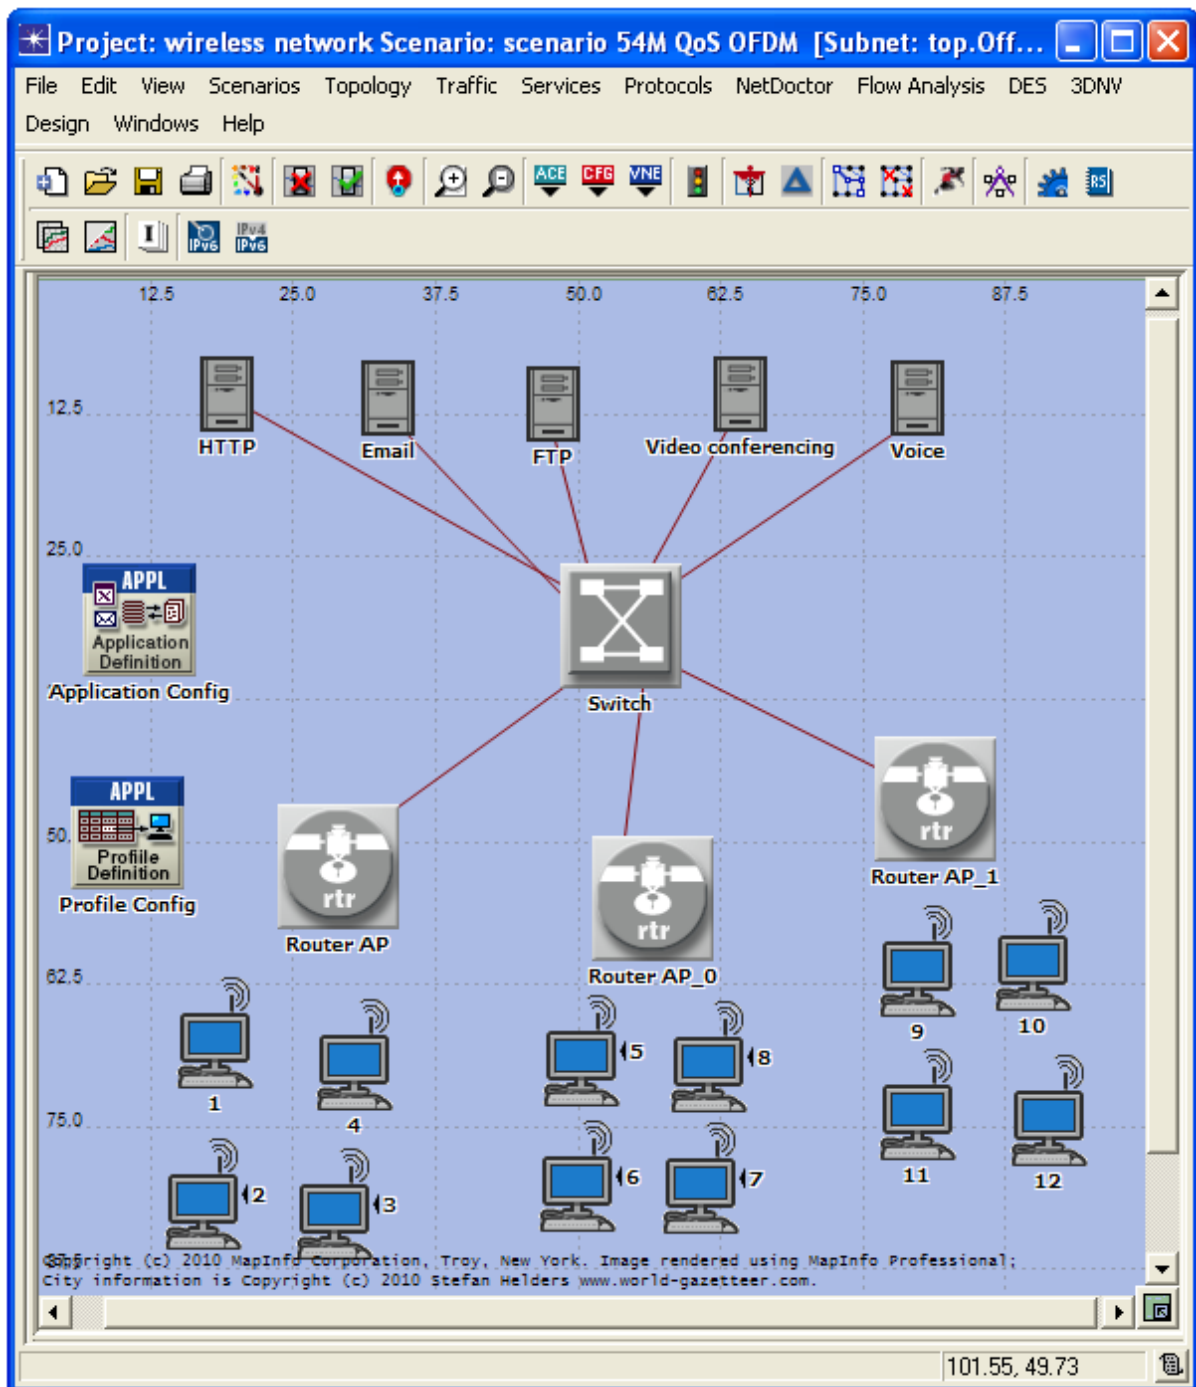 Project: wireless network Scenario: scenario 54M QoS OFDM [Subnet: top.Off...
File Edit View Scenarios Topology Traffic Services Protocols NetDoctor Flow Analysis DES 3DNV
Design Windows Help
ACE CFG VNE RS
I IPv6 IPv4 IPv6
12.5 25.0 37.5 50.0 62.5 75.0 87.5
12.5
HTTP Email FTP Video conferencing Voice
25.0
APPL
Application
Definition
Application Config
Switch
APPL
Profiile
Definition
Profile Config
50.
rtr
Router AP
rtr
Router AP_0
rtr
Router AP_1
62.5
1 4 5 8 9 10
75.0
2 3 6 7 11 12
Copyright (c) 2010 MapInfo Corporation, Troy, New York. Image rendered using MapInfo Professional;
City information is Copyright (c) 2010 Stefan Helders www.world-gazetteer.com.
101.55, 49.73